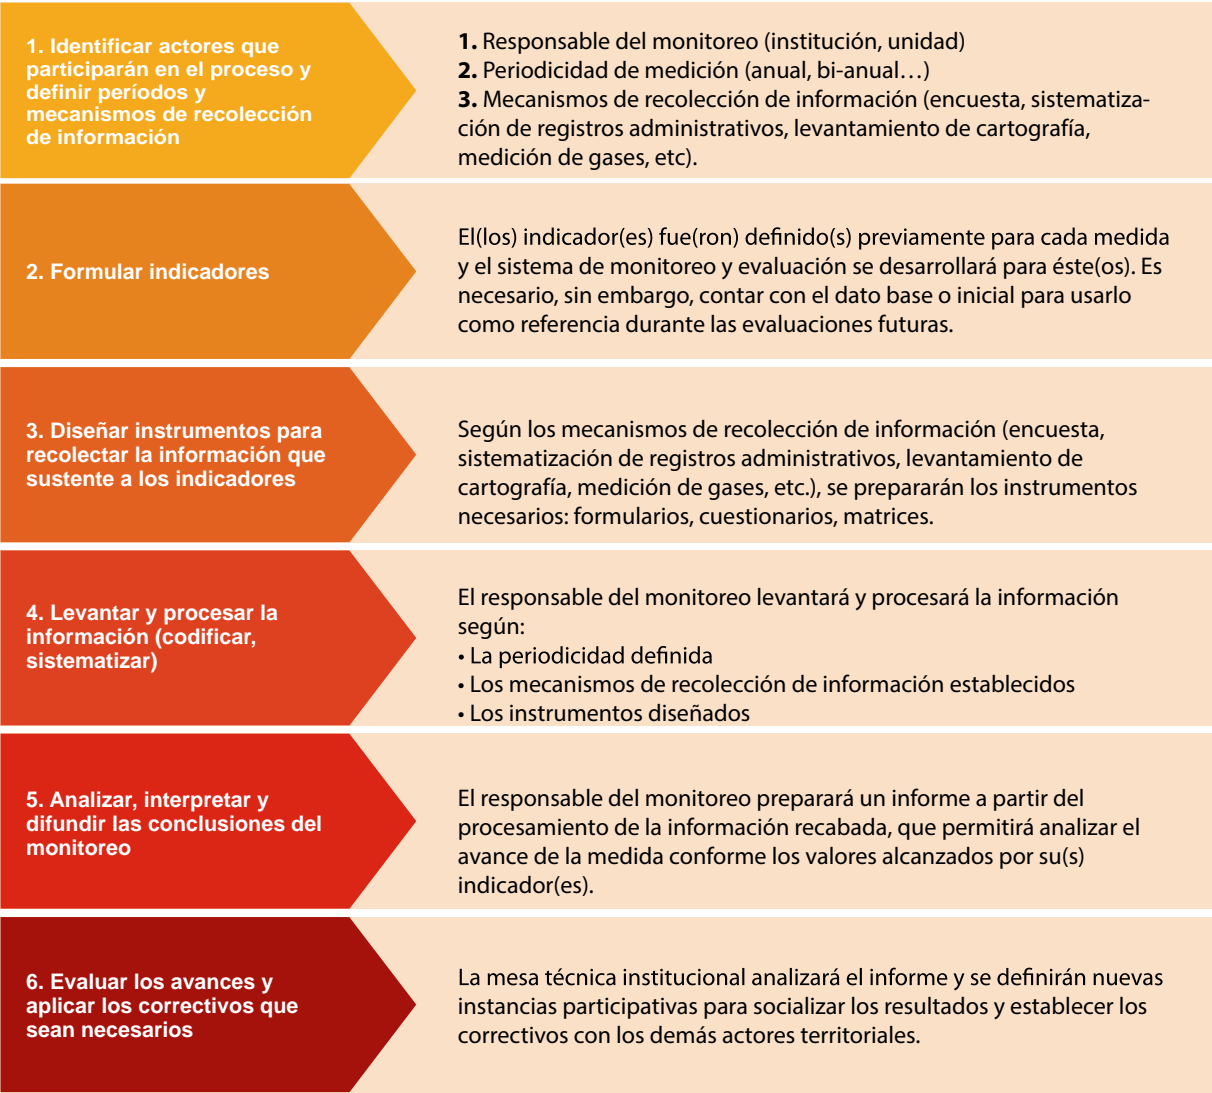 1. Identificar actores que
participarán en el proceso y
definir períodos y
mecanismos de recolección
de información
1. Responsable del monitoreo (institución, unidad)
2. Periodicidad de medición (anual, bi-anual…)
3. Mecanismos de recolección de información (encuesta, sistematiza-
ción de registros administrativos, levantamiento de cartografía,
medición de gases, etc).
2. Formular indicadores
El(los) indicador(es) fue(ron) definido(s) previamente para cada medida
y el sistema de monitoreo y evaluación se desarrollará para éste(os). Es
necesario, sin embargo, contar con el dato base o inicial para usarlo
como referencia durante las evaluaciones futuras.
3. Diseñar instrumentos para
recolectar la información que
sustente a los indicadores
Según los mecanismos de recolección de información (encuesta,
sistematización de registros administrativos, levantamiento de
cartografía, medición de gases, etc.), se prepararán los instrumentos
necesarios: formularios, cuestionarios, matrices.
4. Levantar y procesar la
información (codificar,
sistematizar)
El responsable del monitoreo levantará y procesará la información
según:
• La periodicidad definida
• Los mecanismos de recolección de información establecidos
• Los instrumentos diseñados
5. Analizar, interpretar y
difundir las conclusiones del
monitoreo
El responsable del monitoreo preparará un informe a partir del
procesamiento de la información recabada, que permitirá analizar el
avance de la medida conforme los valores alcanzados por su(s)
indicador(es).
6. Evaluar los avances y
aplicar los correctivos que
sean necesarios
La mesa técnica institucional analizará el informe y se definirán nuevas
instancias participativas para socializar los resultados y establecer los
correctivos con los demás actores territoriales.